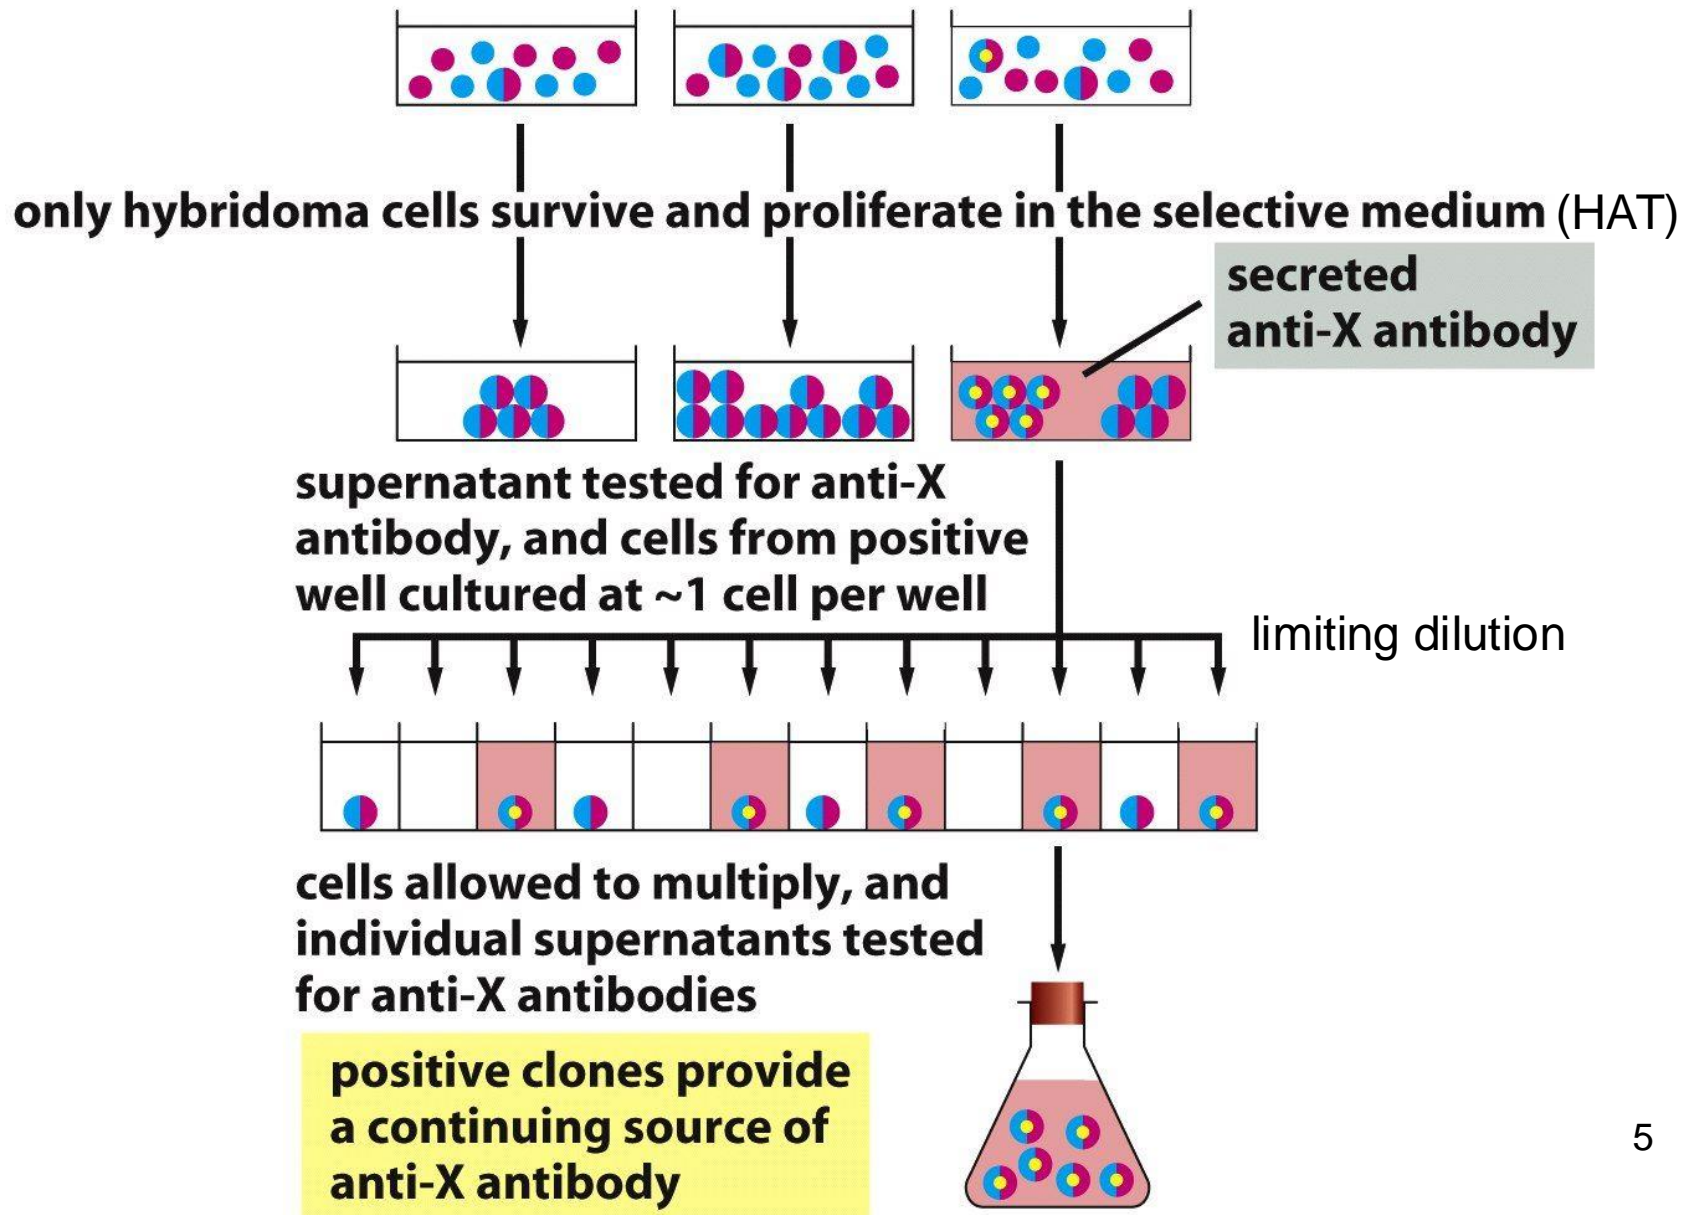 only hybridoma cells survive and proliferate in the selective medium (HAT)
secreted
anti-X antibody
supernatant tested for anti-X
antibody, and cells from positive
well cultured at ~1 cell per well
limiting dilution
cells allowed to multiply, and
individual supernatants tested
for anti-X antibodies
positive clones provide
a continuing source of
anti-X antibody
5